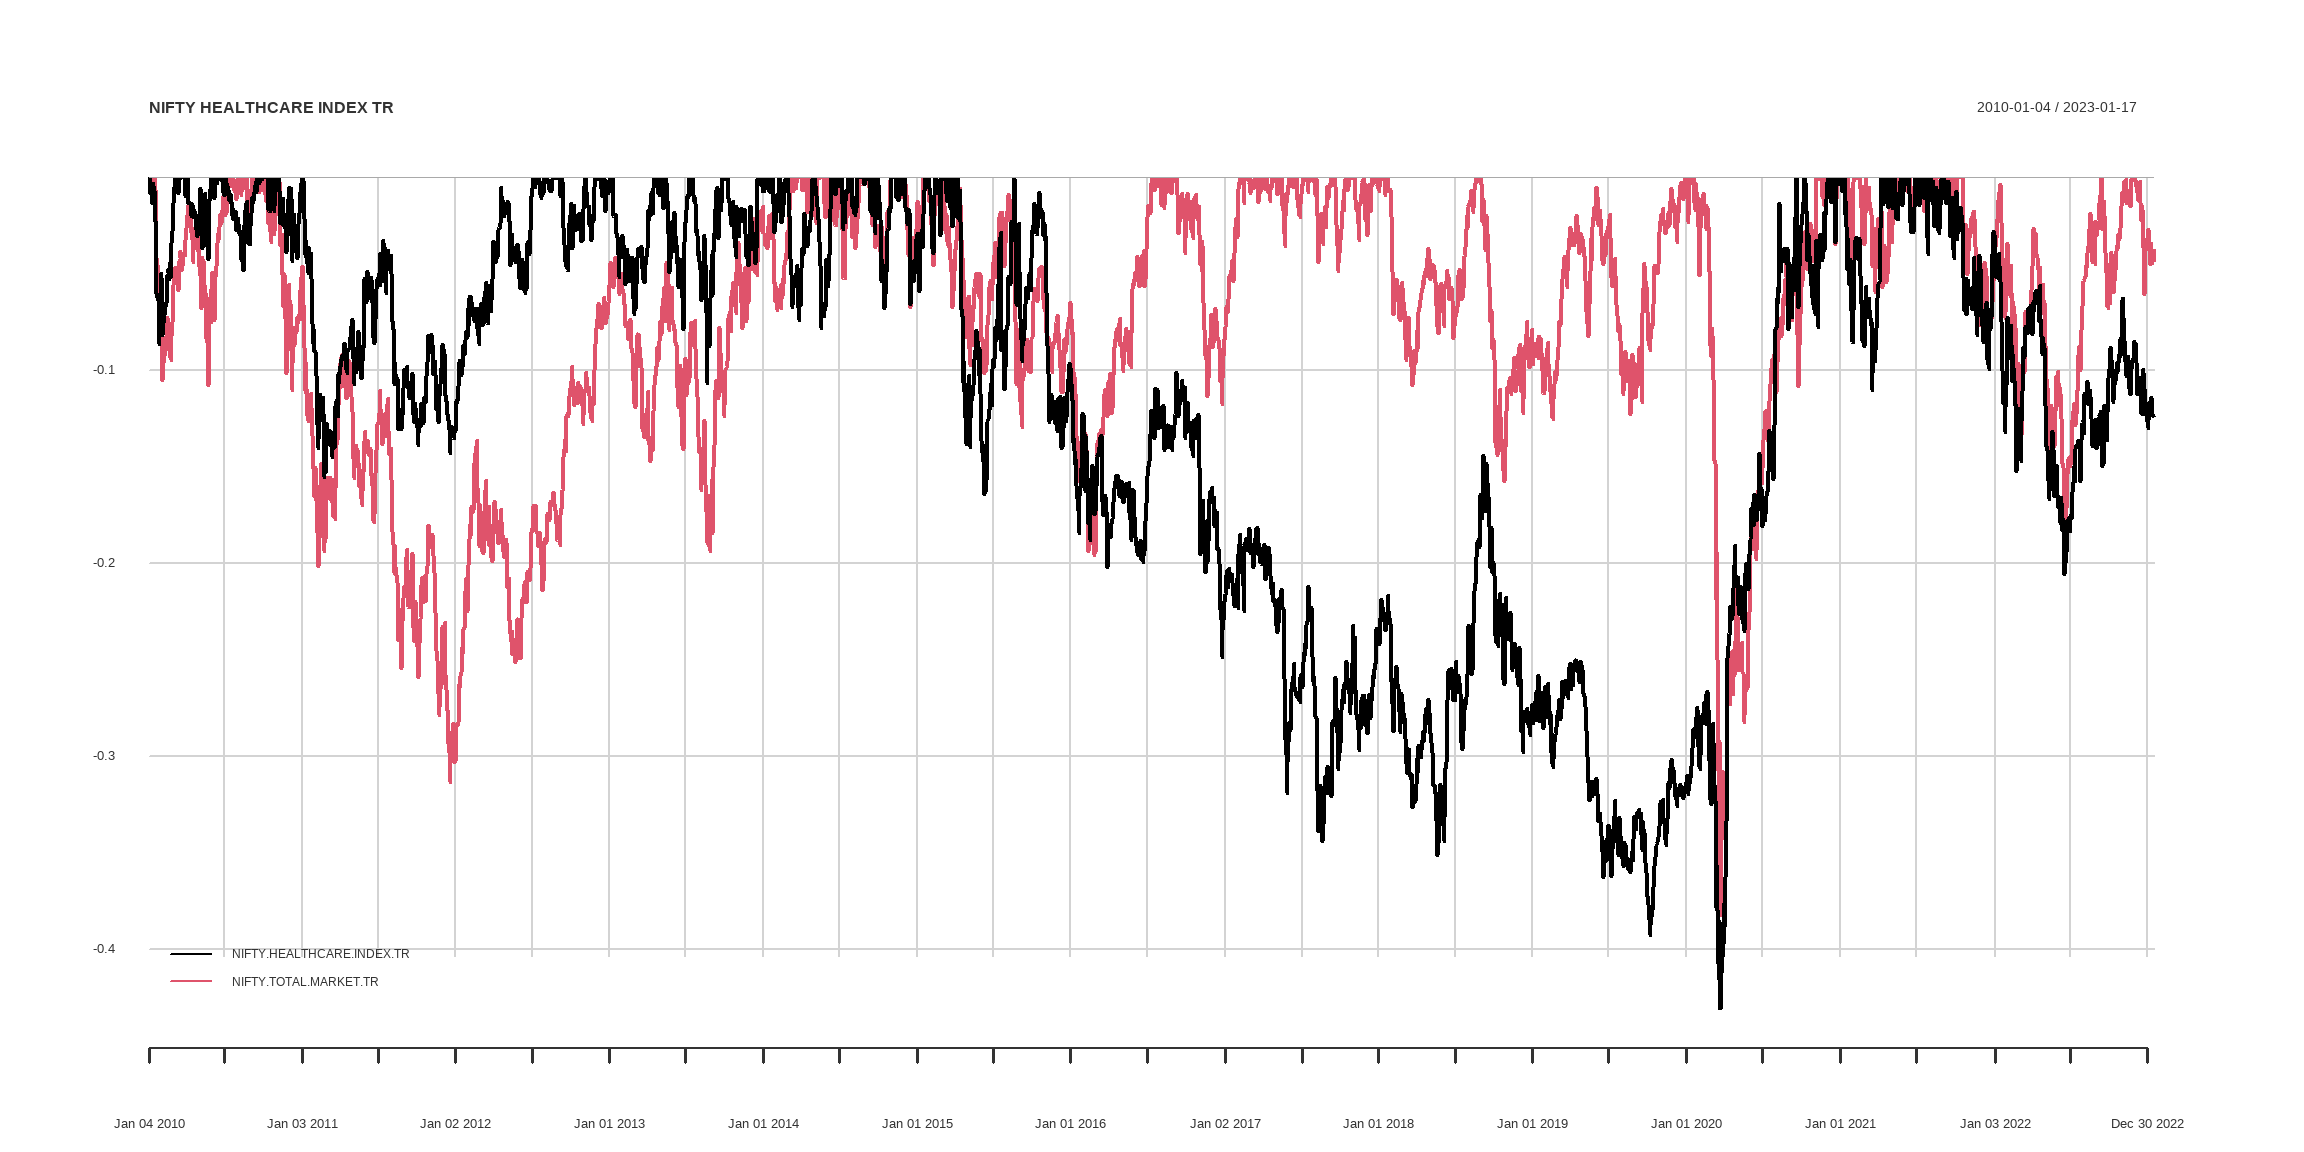 NIFTY HEALTHCARE INDEX TR
2010-01-04 / 2023-01-17
-0.1
-0.2
-0.3
-0.4
NIFTY.HEALTHCARE.INDEX.TR
NIFTY.TOTAL.MARKET.TR
Jan 04 2010 Jan 03 2011 Jan 02 2012 Jan 01 2013 Jan 01 2014 Jan 01 2015 Jan 01 2016 Jan 02 2017 Jan 01 2018 Jan 01 2019 Jan 01 2020 Jan 01 2021 Jan 03 2022 Dec 30 2022